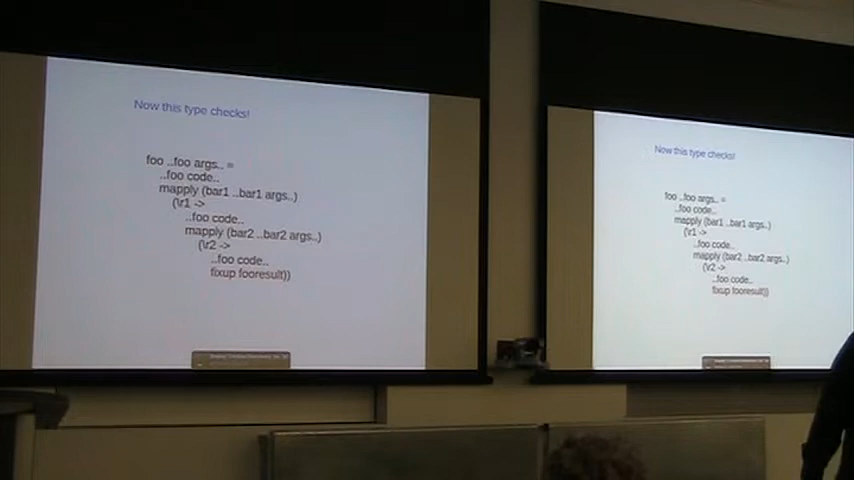 Now this type checks!
foo ..foo args.. =
..foo code..
mapply (bar1 ..bar1 args..)
(\r1 ->
..foo code..
mapply (bar2 ..bar2 args..)
(\r2 ->
..foo code..
fixup fooresult))
Now this type checks!
foo ..foo args.. =
..foo code..
mapply (bar1 ..bar1 args..)
(\r1 ->
..foo code..
mapply (bar2 ..bar2 args..)
(\r2 ->
..foo code..
fixup fooresult))